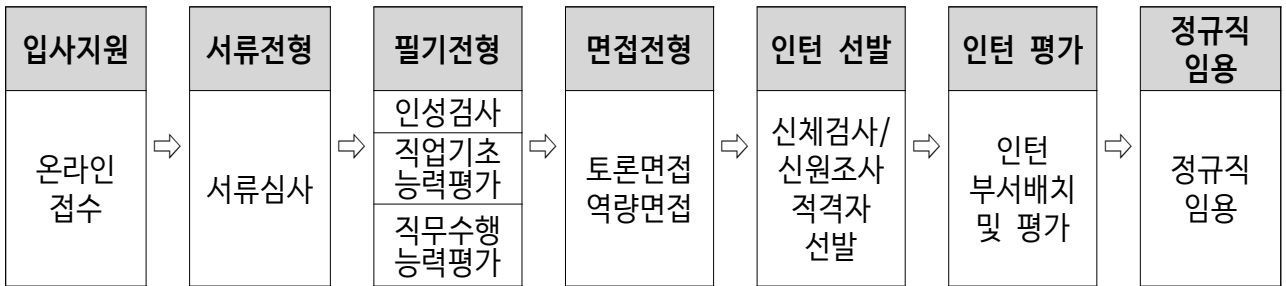 입사지원
온라인
접수
⇨
서류전형
서류심사
⇨
필기전형
인성검사
직업기초
능력평가
직무수행
능력평가
⇨
면접전형
토론면접
역량면접
⇨
인턴 선발
신체검사/
신원조사
적격자
선발
⇨
인턴 평가
인턴
부서배치
및 평가
⇨
정규직
임용
정규직
임용